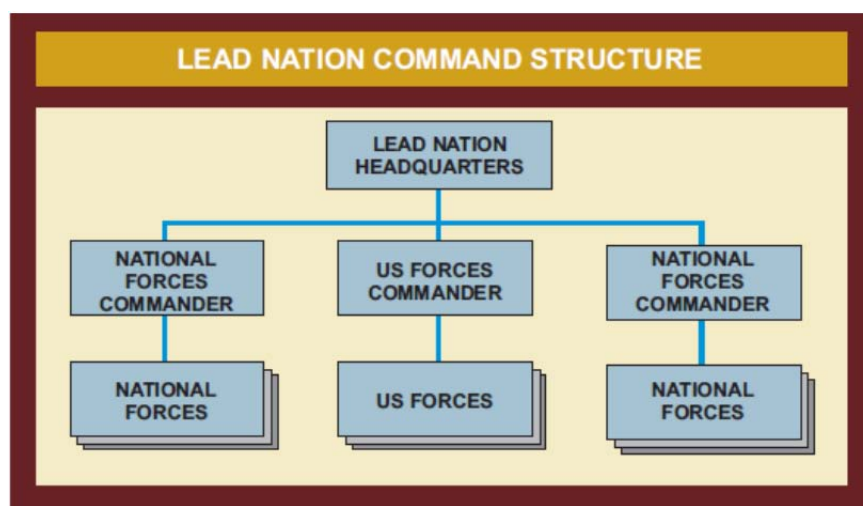 LEAD NATION COMMAND STRUCTURE
LEAD NATION
HEADQUARTERS
NATIONAL
FORCES
COMMANDER
US FORCES
COMMANDER
NATIONAL
FORCES
COMMANDER
NATIONAL
FORCES
US FORCES
NATIONAL
FORCES